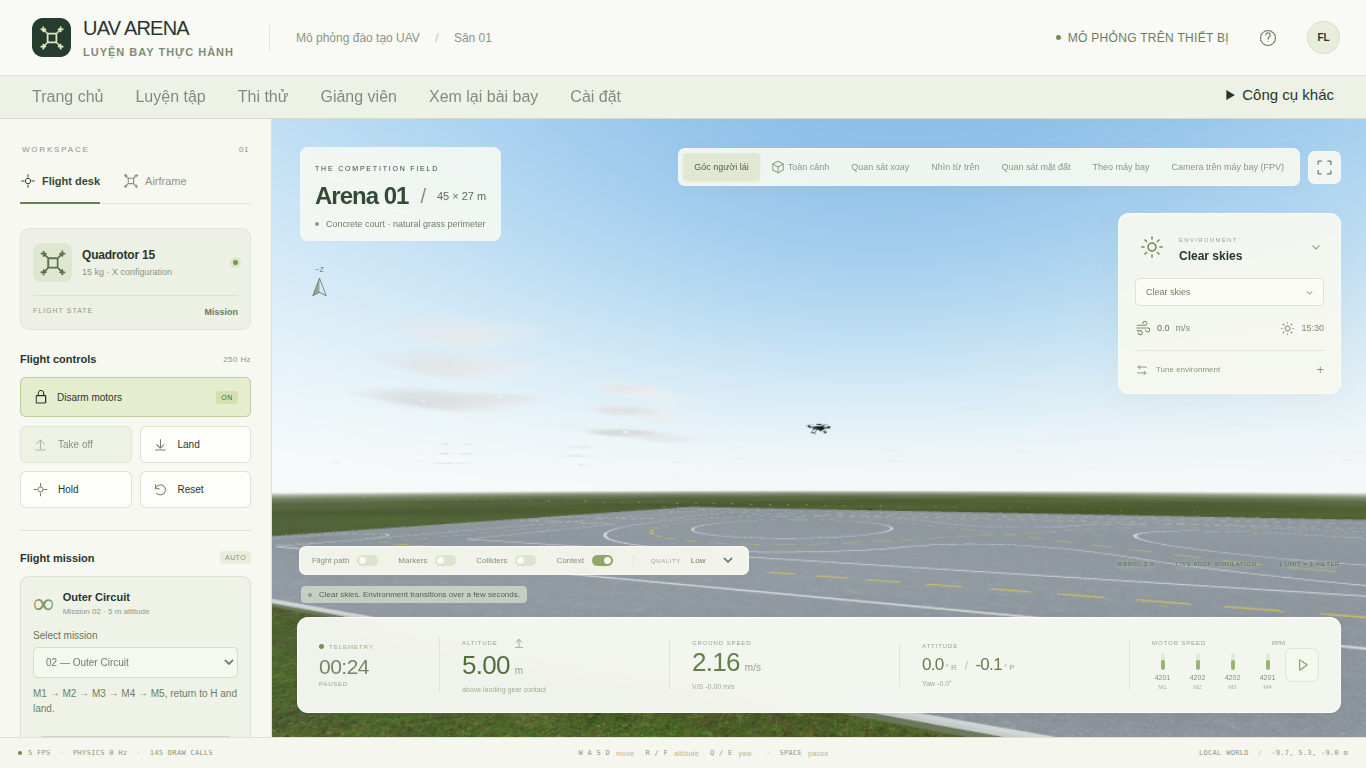 UAV ARENA
LUYỆN BAY THỰC HÀNH
Mô phỏng đào tạo UAV / Sân 01
MÔ PHỎNG TRÊN THIẾT BỊ
FL
Trang chủ Luyện tập Thi thử Giảng viên Xem lại bài bay Cài đặt
Công cụ khác
WORKSPACE 01
Flight desk Airframe
Quadrotor 15
15 kg · X configuration
FLIGHT STATE Mission
Flight controls 250 Hz
Disarm motors ON
Take off Land
Hold Reset
Flight mission AUTO
Outer Circuit
Mission 02 · 5 m altitude
Select mission
02 — Outer Circuit
M1 → M2 → M3 → M4 → M5, return to H and
land.
THE COMPETITION FIELD
Arena 01 / 45 × 27 m
Concrete court · natural grass perimeter
−Z
Góc người lái Toàn cảnh Quán sát xoay Nhìn từ trên Quan sát mặt đất Theo máy bay Camera trên máy bay (FPV)
ENVIRONMENT
Clear skies
Clear skies
0.0 m/s 15:30
Tune environment +
Flight path Markers Colliders Context QUALITY Low
WEBGL 2.0 LIVE 6DOF SIMULATION 1 UNIT = 1 METER
Clear skies. Environment transitions over a few seconds.
TELEMETRY
00:24
PAUSED
ALTITUDE
5.00 m
above landing gear contact
GROUND SPEED
2.16 m/s
V/S -0.00 m/s
ATTITUDE
0.0 ° R / -0.1 ° P
Yaw -0.0°
MOTOR SPEED RPM
4201 4202 4202 4201
M1 M2 M3 M4
5 FPS · PHYSICS 0 Hz · 145 DRAW CALLS
W A S D move R / F altitude Q / E yaw · SPACE pause
LOCAL WORLD / -9.7, 5.3, -9.0 m